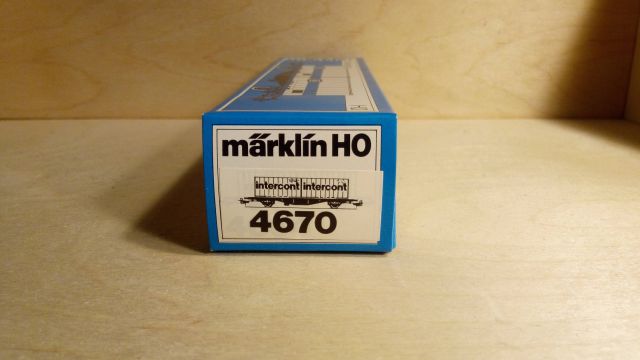 märklin HO
intercont intercont
4670